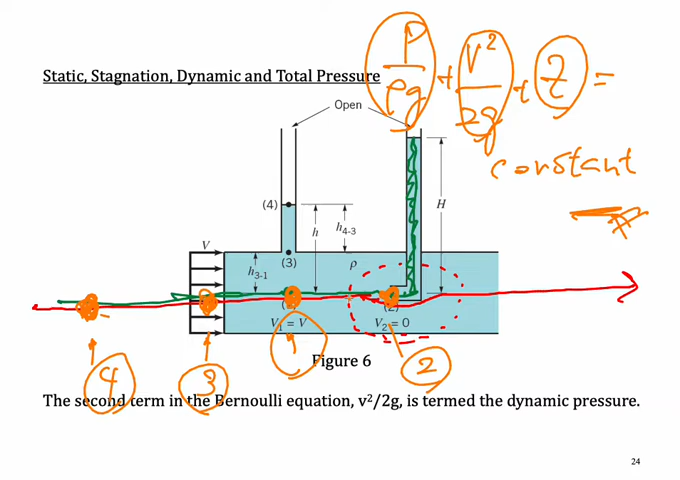 Static, Stagnation, Dynamic and Total Pressure
P/ρg + V²/2g + Z =
constant
Open
(4)
H
h
h4-3
V
(3)
ρ
h3-1
(2)
V1 = V
V2 = 0
1
2
3
4
Figure 6
The second term in the Bernoulli equation, v²/2g, is termed the dynamic pressure.
24